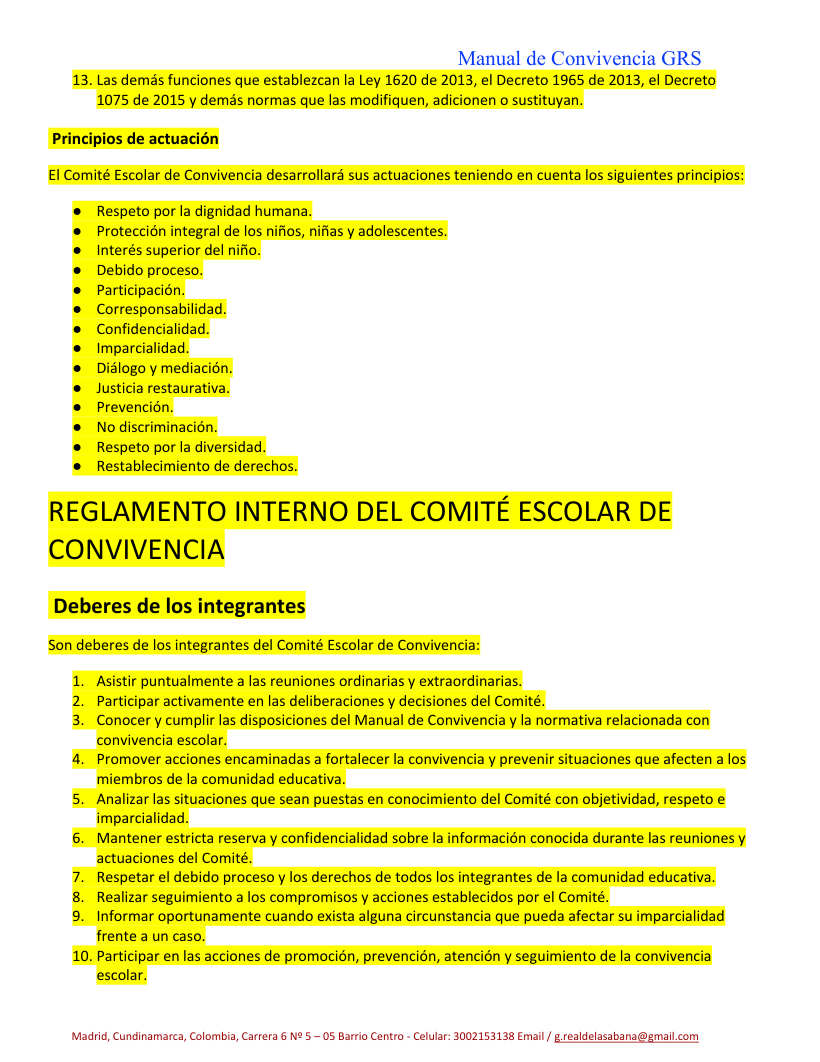 Manual de Convivencia GRS
13. Las demás funciones que establezcan la Ley 1620 de 2013, el Decreto 1965 de 2013, el Decreto
1075 de 2015 y demás normas que las modifiquen, adicionen o sustituyan.
Principios de actuación
El Comité Escolar de Convivencia desarrollará sus actuaciones teniendo en cuenta los siguientes principios:
● Respeto por la dignidad humana.
● Protección integral de los niños, niñas y adolescentes.
● Interés superior del niño.
● Debido proceso.
● Participación.
● Corresponsabilidad.
● Confidencialidad.
● Imparcialidad.
● Diálogo y mediación.
● Justicia restaurativa.
● Prevención.
● No discriminación.
● Respeto por la diversidad.
● Restablecimiento de derechos.
REGLAMENTO INTERNO DEL COMITÉ ESCOLAR DE
CONVIVENCIA
Deberes de los integrantes
Son deberes de los integrantes del Comité Escolar de Convivencia:
1. Asistir puntualmente a las reuniones ordinarias y extraordinarias.
2. Participar activamente en las deliberaciones y decisiones del Comité.
3. Conocer y cumplir las disposiciones del Manual de Convivencia y la normativa relacionada con
convivencia escolar.
4. Promover acciones encaminadas a fortalecer la convivencia y prevenir situaciones que afecten a los
miembros de la comunidad educativa.
5. Analizar las situaciones que sean puestas en conocimiento del Comité con objetividad, respeto e
imparcialidad.
6. Mantener estricta reserva y confidencialidad sobre la información conocida durante las reuniones y
actuaciones del Comité.
7. Respetar el debido proceso y los derechos de todos los integrantes de la comunidad educativa.
8. Realizar seguimiento a los compromisos y acciones establecidos por el Comité.
9. Informar oportunamente cuando exista alguna circunstancia que pueda afectar su imparcialidad
frente a un caso.
10. Participar en las acciones de promoción, prevención, atención y seguimiento de la convivencia
escolar.
Madrid, Cundinamarca, Colombia, Carrera 6 Nº 5 – 05 Barrio Centro - Celular: 3002153138 Email / g.realdelasabana@gmail.com